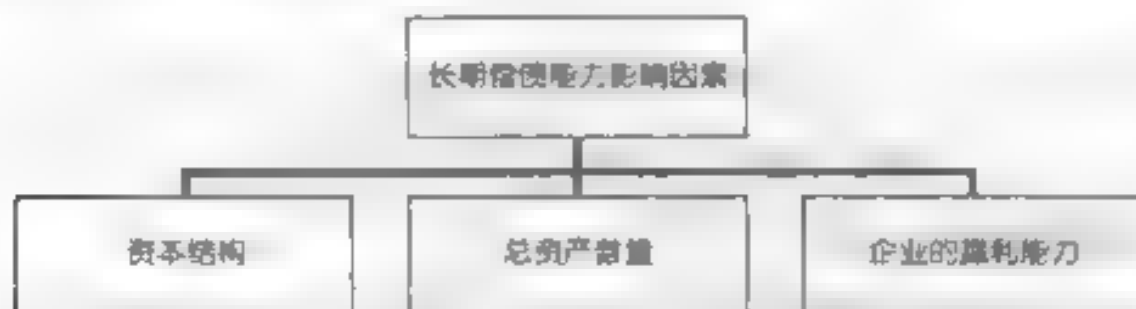 长期偿债能力影响因素
资本结构
总资产数量
企业的获利能力